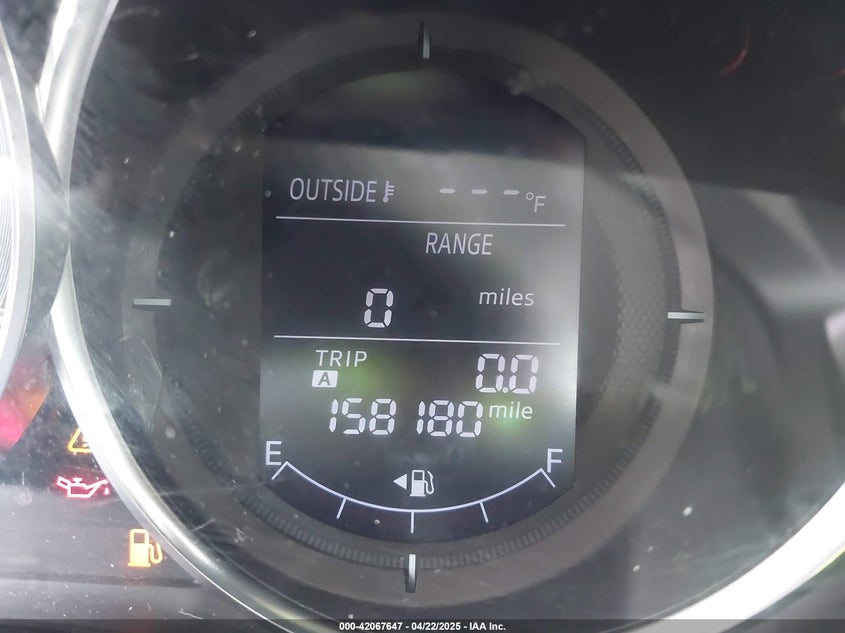 OUTSIDE - - - °F
RANGE
0 miles
TRIP
A 0.0
158180 mile
E F
000-42067647 - 04/22/2025 - IAA Inc.